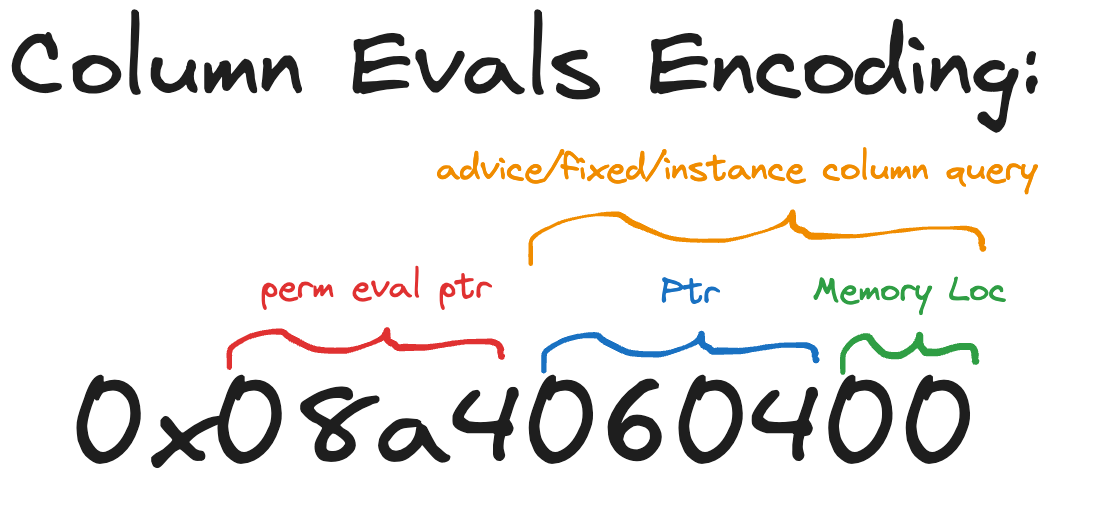 Column Evals Encoding:
advice/fixed/instance column query
perm eval ptr Ptr Memory Loc
0x08a4060400